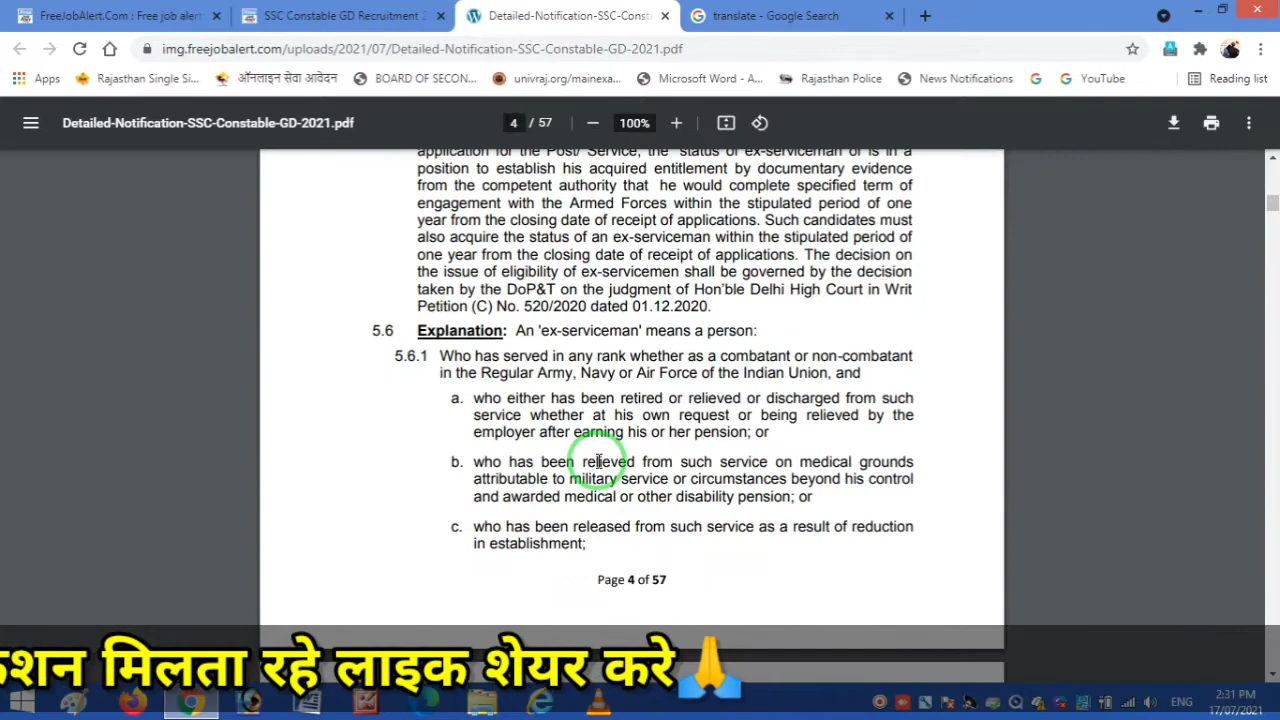 FreeJobAlert.Com : Free job alert
SSC Constable GD Recruitment 2
Detailed-Notification-SSC-Consta
translate - Google Search
img.freejobalert.com/uploads/2021/07/Detailed-Notification-SSC-Constable-GD-2021.pdf
Apps
Rajasthan Single Si...
ऑनलाइन सेवा आवेदन
BOARD OF SECON...
univraj.org/mainexa...
Microsoft Word - A...
Rajasthan Police
News Notifications
YouTube
Reading list
Detailed-Notification-SSC-Constable-GD-2021.pdf
4 / 57
100%
application for the Post/ Service, the status of ex-serviceman or is in a
position to establish his acquired entitlement by documentary evidence
from the competent authority that he would complete specified term of
engagement with the Armed Forces within the stipulated period of one
year from the closing date of receipt of applications. Such candidates must
also acquire the status of an ex-serviceman within the stipulated period of
one year from the closing date of receipt of applications. The decision on
the issue of eligibility of ex-servicemen shall be governed by the decision
taken by the DoP&T on the judgment of Hon'ble Delhi High Court in Writ
Petition (C) No. 520/2020 dated 01.12.2020.
5.6 Explanation: An 'ex-serviceman' means a person:
5.6.1 Who has served in any rank whether as a combatant or non-combatant
in the Regular Army, Navy or Air Force of the Indian Union, and
a. who either has been retired or relieved or discharged from such
service whether at his own request or being relieved by the
employer after earning his or her pension; or
b. who has been relieved from such service on medical grounds
attributable to military service or circumstances beyond his control
and awarded medical or other disability pension; or
c. who has been released from such service as a result of reduction
in establishment;
Page 4 of 57
केशन मिलता रहे लाइक शेयर करे🙏
ENG
2:31 PM
17/07/2021